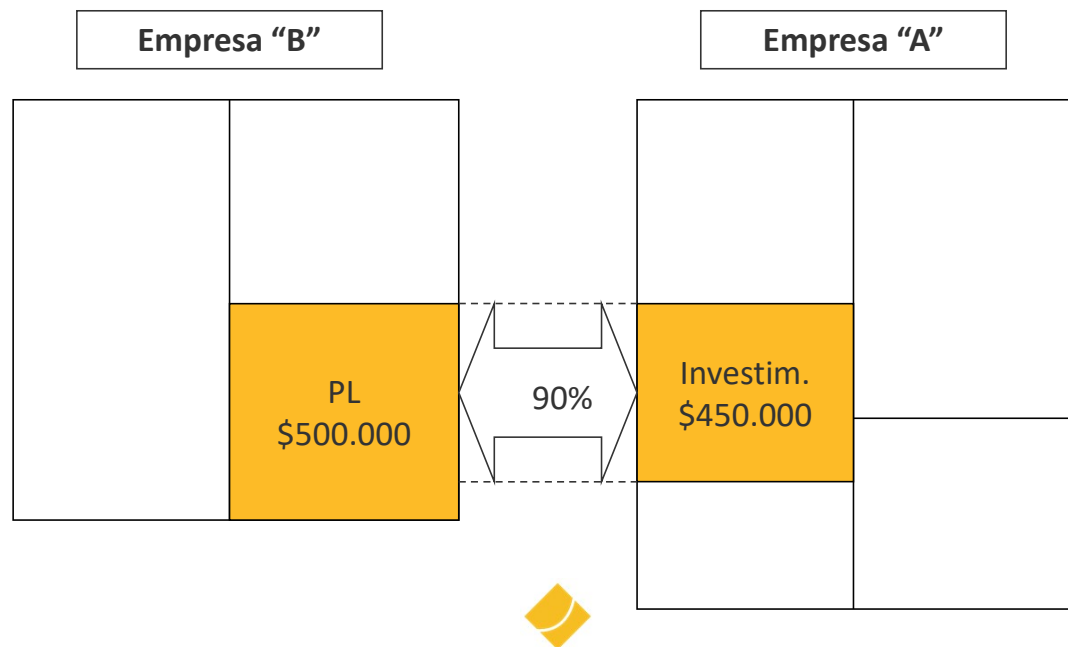 Empresa “B”
Empresa “A”
PL
$500.000
90%
Investim.
$450.000